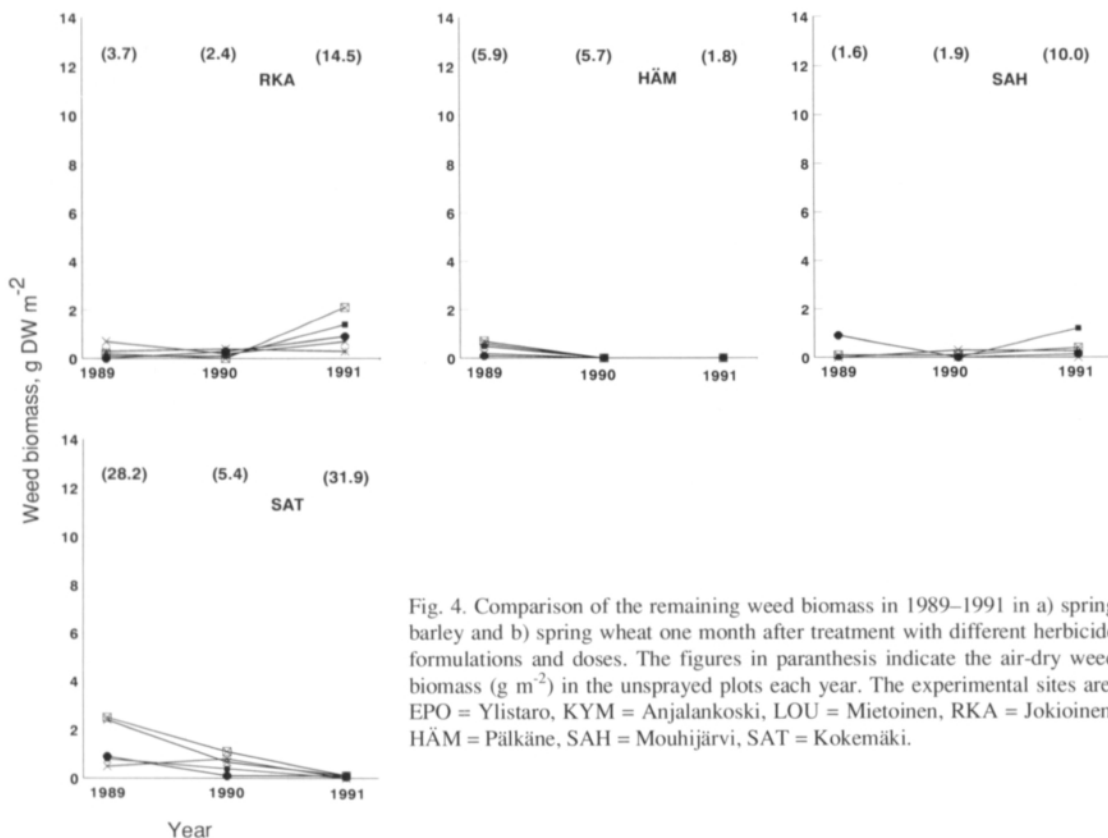 14
(3.7) (2.4) (14.5)
12
RKA
10
8
6
4
2
0
1989 1990 1991
14
(5.9) (5.7) (1.8)
12
HÄM
10
8
6
4
2
0
1989 1990 1991
14
(1.6) (1.9) (10.0)
12
SAH
10
8
6
4
2
0
1989 1990 1991
Weed biomass, g DW m-2
14
(28.2) (5.4) (31.9)
12
SAT
10
8
6
4
2
0
1989 1990 1991
Year
Fig. 4. Comparison of the remaining weed biomass in 1989–1991 in a) spring
barley and b) spring wheat one month after treatment with different herbicide
formulations and doses. The figures in paranthesis indicate the air-dry weed
biomass (g m-2) in the unsprayed plots each year. The experimental sites are
EPO = Ylistaro, KYM = Anjalankoski, LOU = Mietoinen, RKA = Jokioinen
HÄM = Pälkäne, SAH = Mouhijärvi, SAT = Kokemäki.